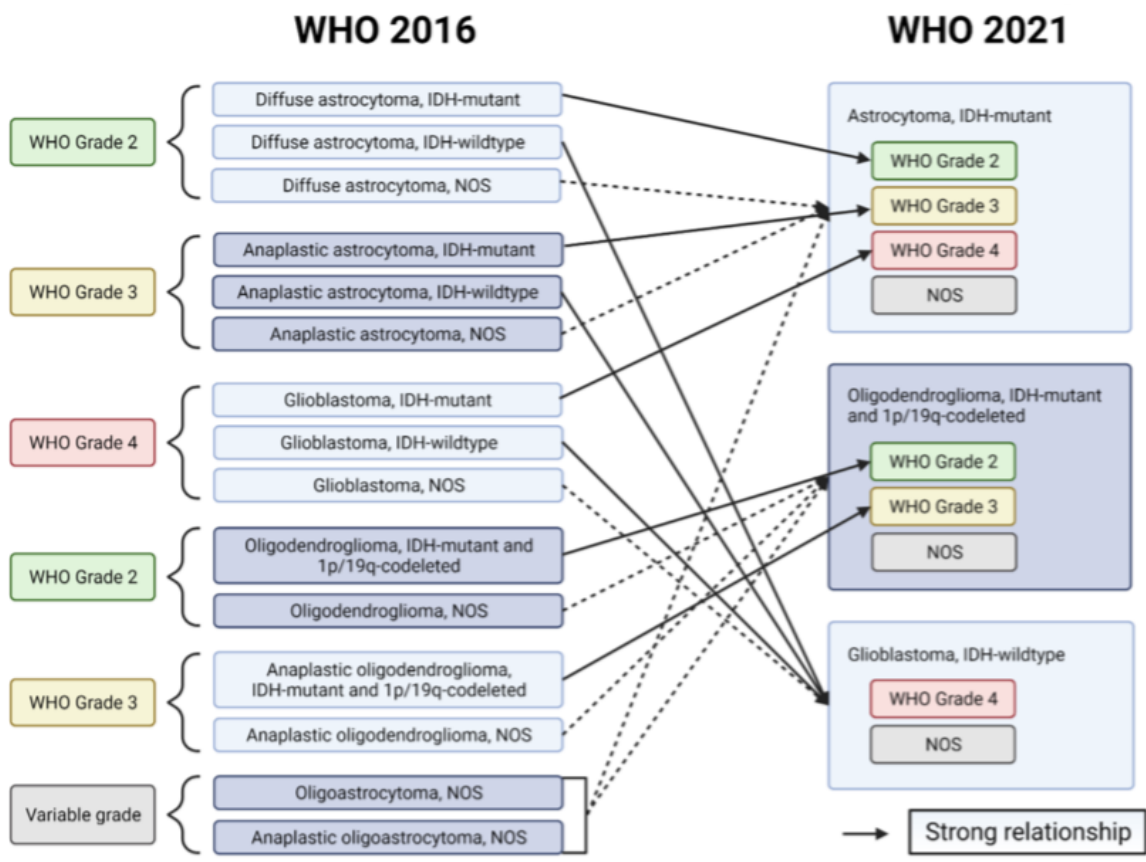 WHO 2016
WHO 2021
WHO Grade 2
Diffuse astrocytoma, IDH-mutant
Diffuse astrocytoma, IDH-wildtype
Diffuse astrocytoma, NOS
WHO Grade 3
Anaplastic astrocytoma, IDH-mutant
Anaplastic astrocytoma, IDH-wildtype
Anaplastic astrocytoma, NOS
WHO Grade 4
Glioblastoma, IDH-mutant
Glioblastoma, IDH-wildtype
Glioblastoma, NOS
WHO Grade 2
Oligodendroglioma, IDH-mutant and
1p/19q-codeleted
Oligodendroglioma, NOS
WHO Grade 3
Anaplastic oligodendroglioma,
IDH-mutant and 1p/19q-codeleted
Anaplastic oligodendroglioma, NOS
Variable grade
Oligoastrocytoma, NOS
Anaplastic oligoastrocytoma, NOS
Astrocytoma, IDH-mutant
WHO Grade 2
WHO Grade 3
WHO Grade 4
NOS
Oligodendroglioma, IDH-mutant
and 1p/19q-codeleted
WHO Grade 2
WHO Grade 3
NOS
Glioblastoma, IDH-wildtype
WHO Grade 4
NOS
Strong relationship